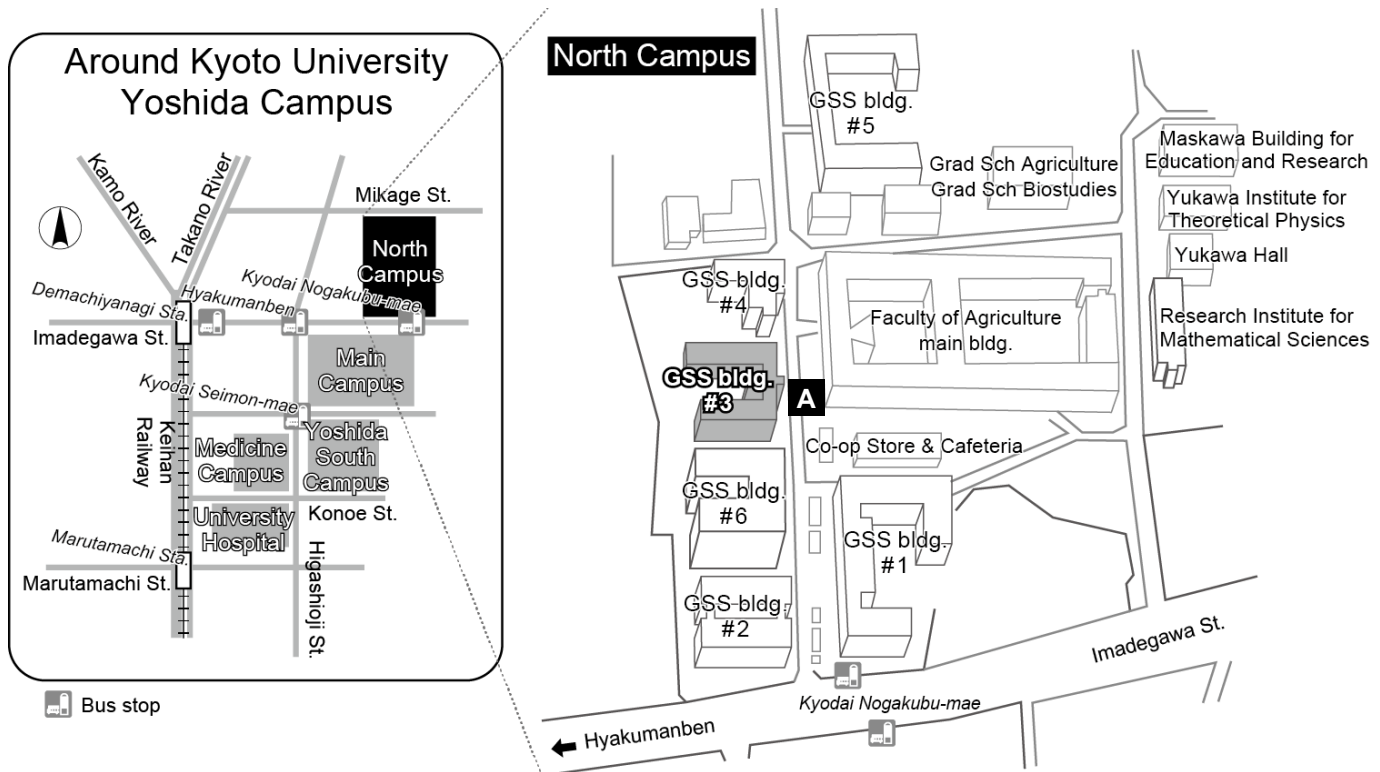 Around Kyoto University
Yoshida Campus
Kamo River
Takano River
Mikage St.
North
Campus
Kyodai Nogakubu-mae
Hyakumanben
Demachiyanagi Sta.
Imadegawa St.
Main
Campus
Kyodai Seimon-mae
Keihan
Railway
Medicine
Campus
Yoshida
South
Campus
University
Hospital
Konoe St.
Marutamachi Sta.
Marutamachi St.
Higashioji St.
Bus stop
North Campus
GSS bldg.
#5
Grad Sch Agriculture
Grad Sch Biostudies
Maskawa Building for
Education and Research
Yukawa Institute for
Theoretical Physics
Yukawa Hall
GSS bldg.
#4
Faculty of Agriculture
main bldg.
Research Institute for
Mathematical Sciences
GSS bldg.
#3
A
Co-op Store & Cafeteria
GSS bldg.
#6
GSS bldg.
#1
GSS bldg.
#2
Imadegawa St.
Kyodai Nogakubu-mae
Hyakumanben